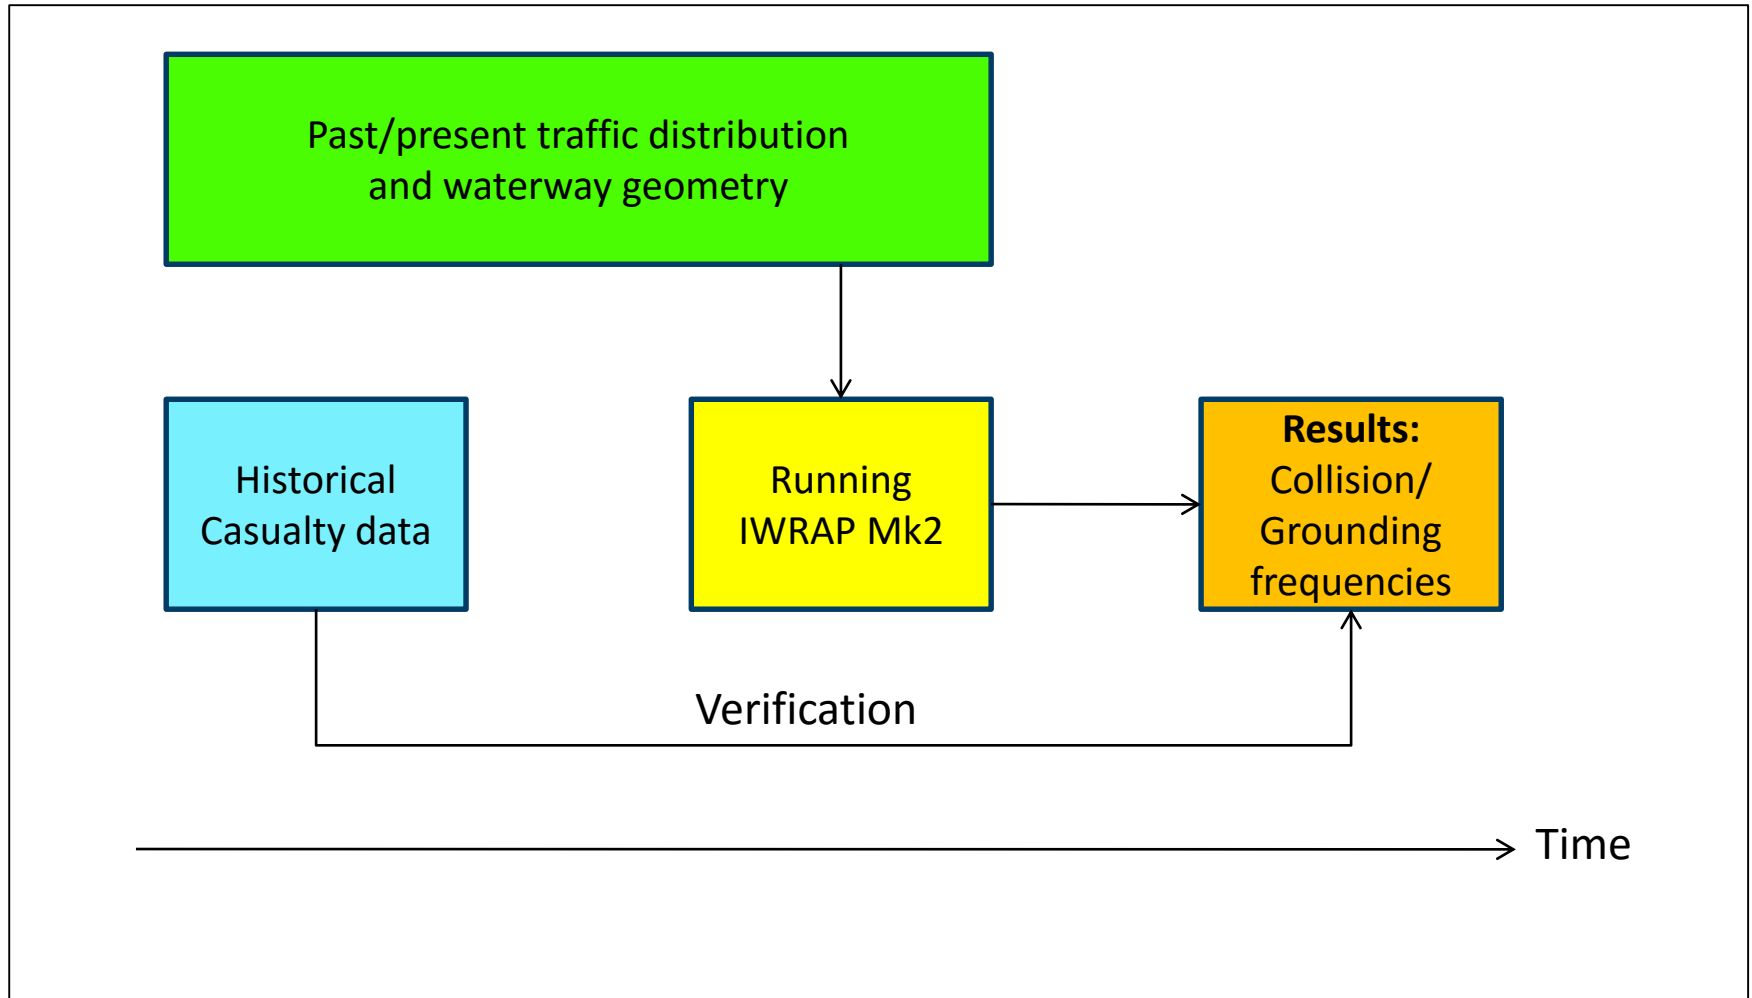 Past/present traffic distribution
and waterway geometry
Historical
Casualty data
Running
IWRAP Mk2
Results:
Collision/
Grounding
frequencies
Verification
Time